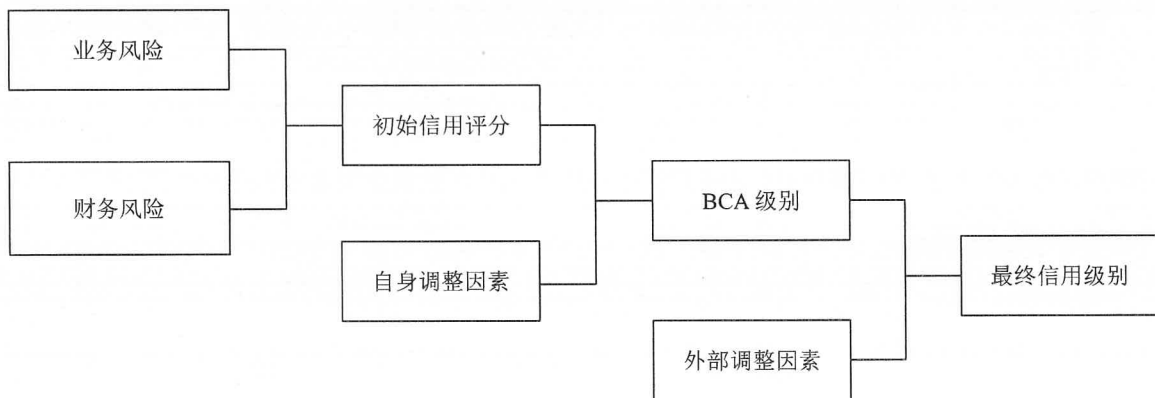 业务风险
财务风险
初始信用评分
自身调整因素
BCA 级别
外部调整因素
最终信用级别